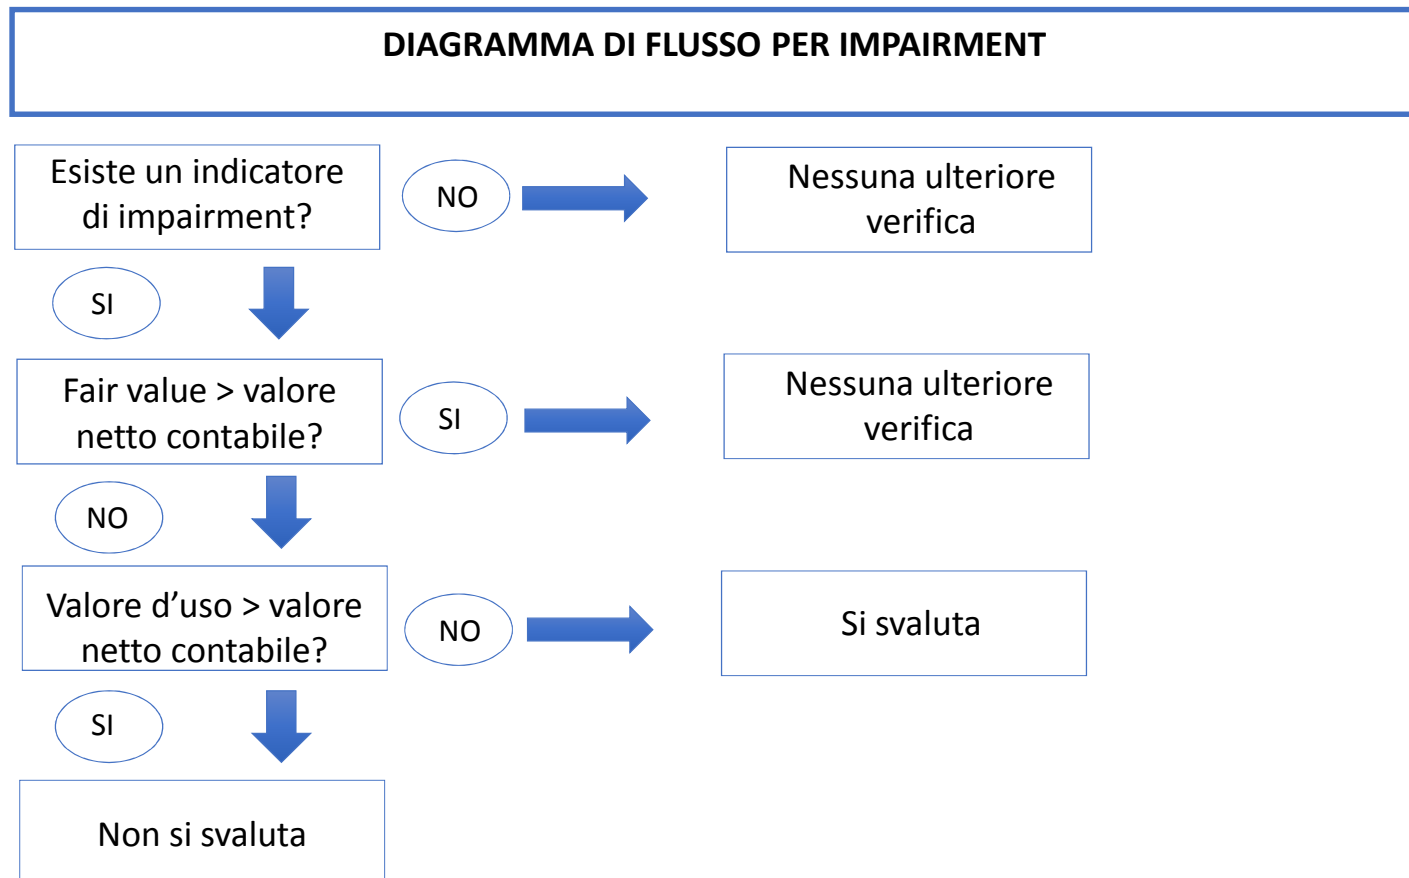 DIAGRAMMA DI FLUSSO PER IMPAIRMENT
Esiste un indicatore
di impairment?
NO
Nessuna ulteriore
verifica
SI
Fair value > valore
netto contabile?
SI
Nessuna ulteriore
verifica
NO
Valore d’uso > valore
netto contabile?
NO
Si svaluta
SI
Non si svaluta